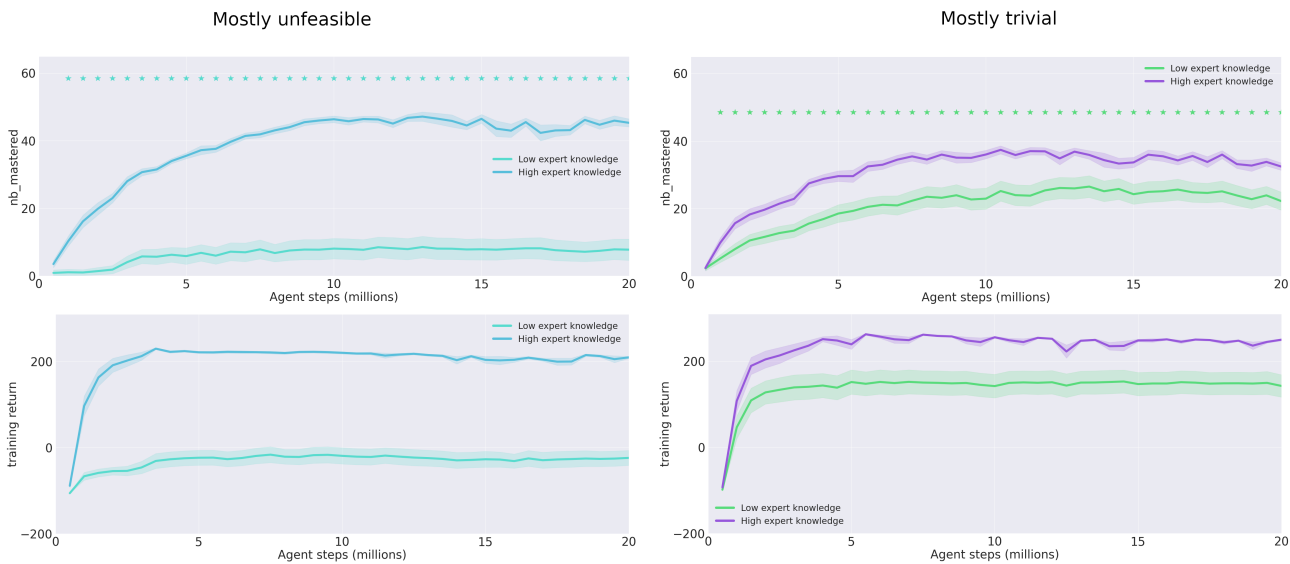 Mostly unfeasible
60
40
20
0
nb_mastered
Low expert knowledge
High expert knowledge
0 5 10 15 20
Agent steps (millions)
Mostly trivial
60
40
20
0
nb_mastered
Low expert knowledge
High expert knowledge
0 5 10 15 20
Agent steps (millions)
200
0
−200
training return
Low expert knowledge
High expert knowledge
0 5 10 15 20
Agent steps (millions)
200
0
−200
training return
Low expert knowledge
High expert knowledge
0 5 10 15 20
Agent steps (millions)